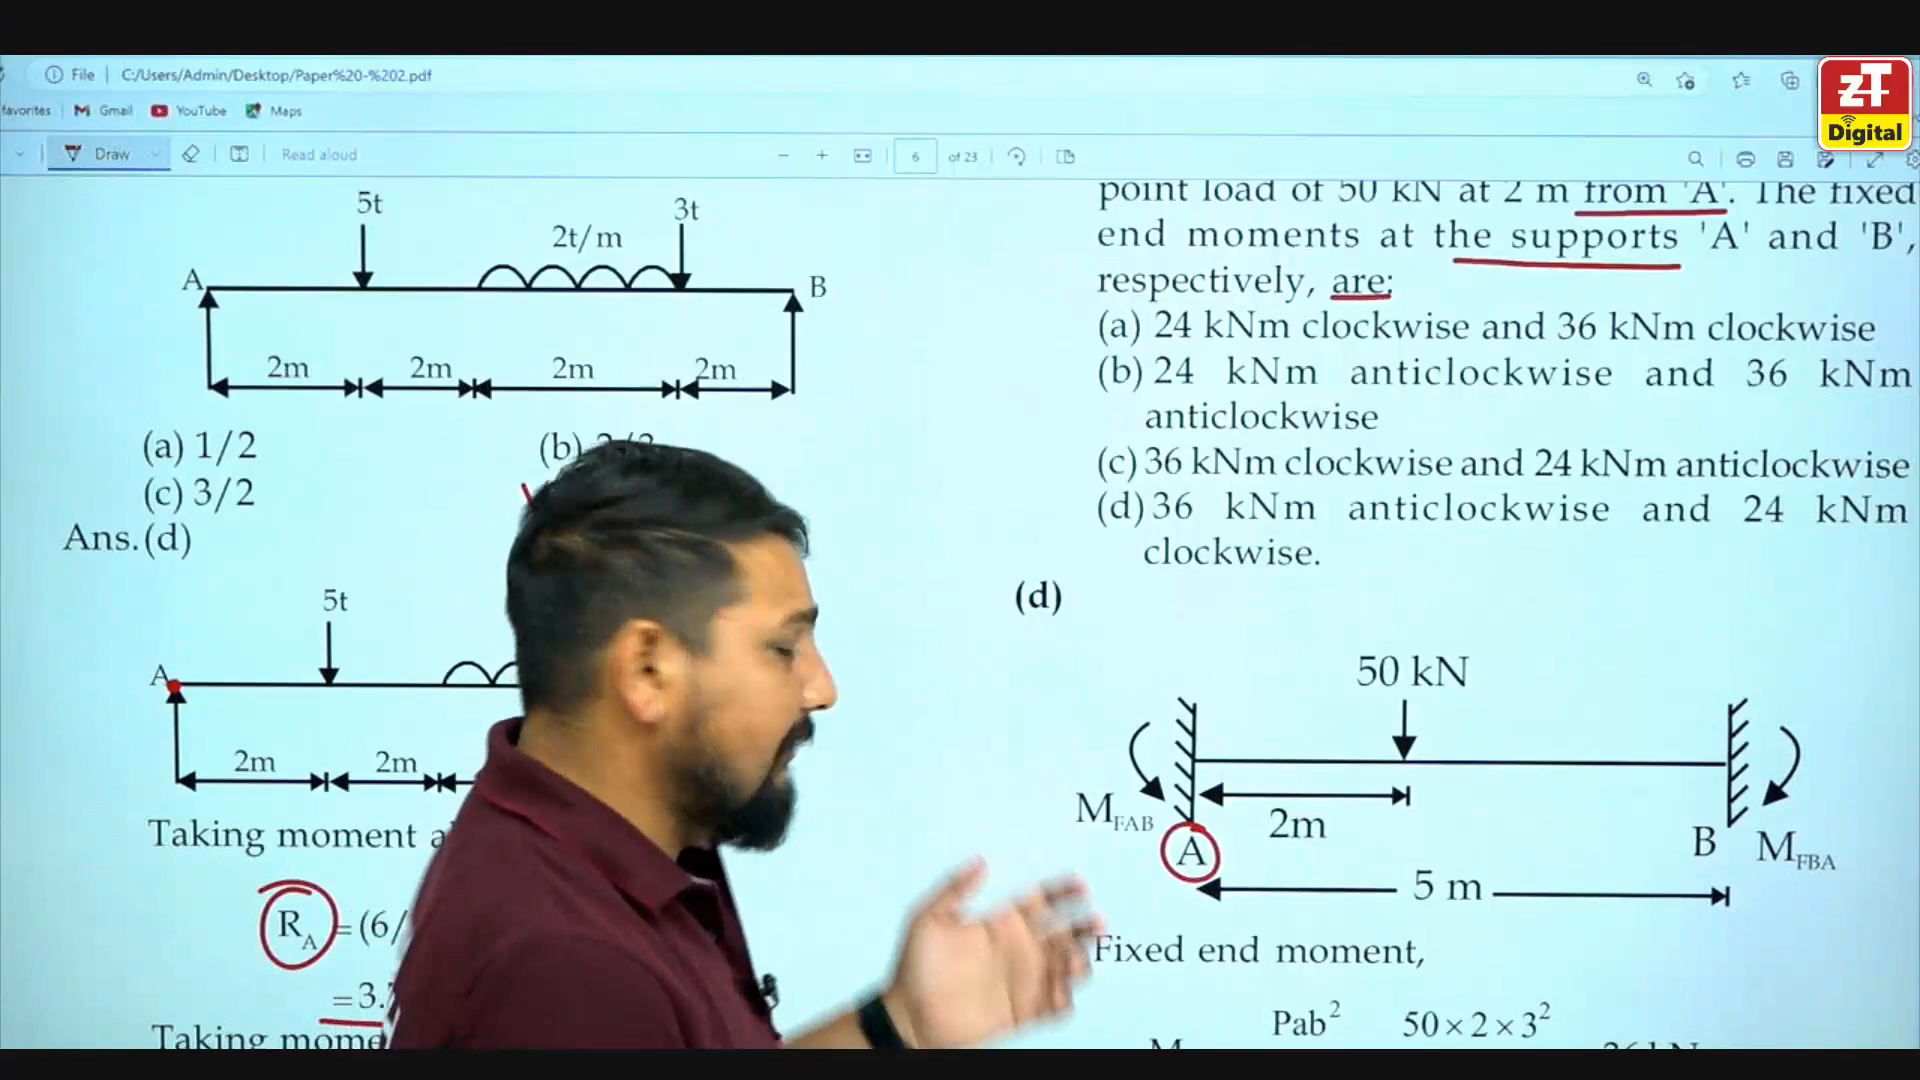 File C:/Users/Admin/Desktop/Paper%20-%202.pdf
favorites Gmail YouTube Maps
Draw Read aloud 6 of 23
zT
Digital
5t
3t
2t/m
A
B
2m 2m 2m 2m
(a) 1/2 (b)
(c) 3/2
Ans.(d)
5t
A
2m 2m
Taking moment
R_A = (6/
= 3.
Taking
point load of 50 kN at 2 m from 'A'. The fixed
end moments at the supports 'A' and 'B',
respectively, are:
(a) 24 kNm clockwise and 36 kNm clockwise
(b) 24 kNm anticlockwise and 36 kNm
anticlockwise
(c) 36 kNm clockwise and 24 kNm anticlockwise
(d) 36 kNm anticlockwise and 24 kNm
clockwise.
(d)
50 kN
M_FAB
2m
A
B M_FBA
5 m
Fixed end moment,
Pab² 50×2×3²